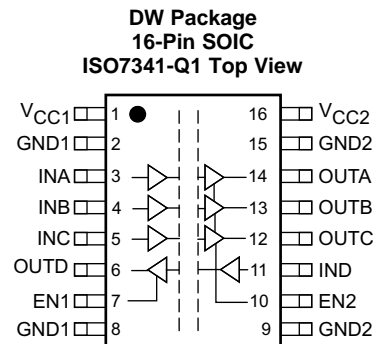 DW Package
16-Pin SOIC
ISO7341-Q1 Top View
VCC1 1 16 VCC2
GND1 2 15 GND2
INA 3 14 OUTA
INB 4 13 OUTB
INC 5 12 OUTC
OUTD 6 11 IND
EN1 7 10 EN2
GND1 8 9 GND2